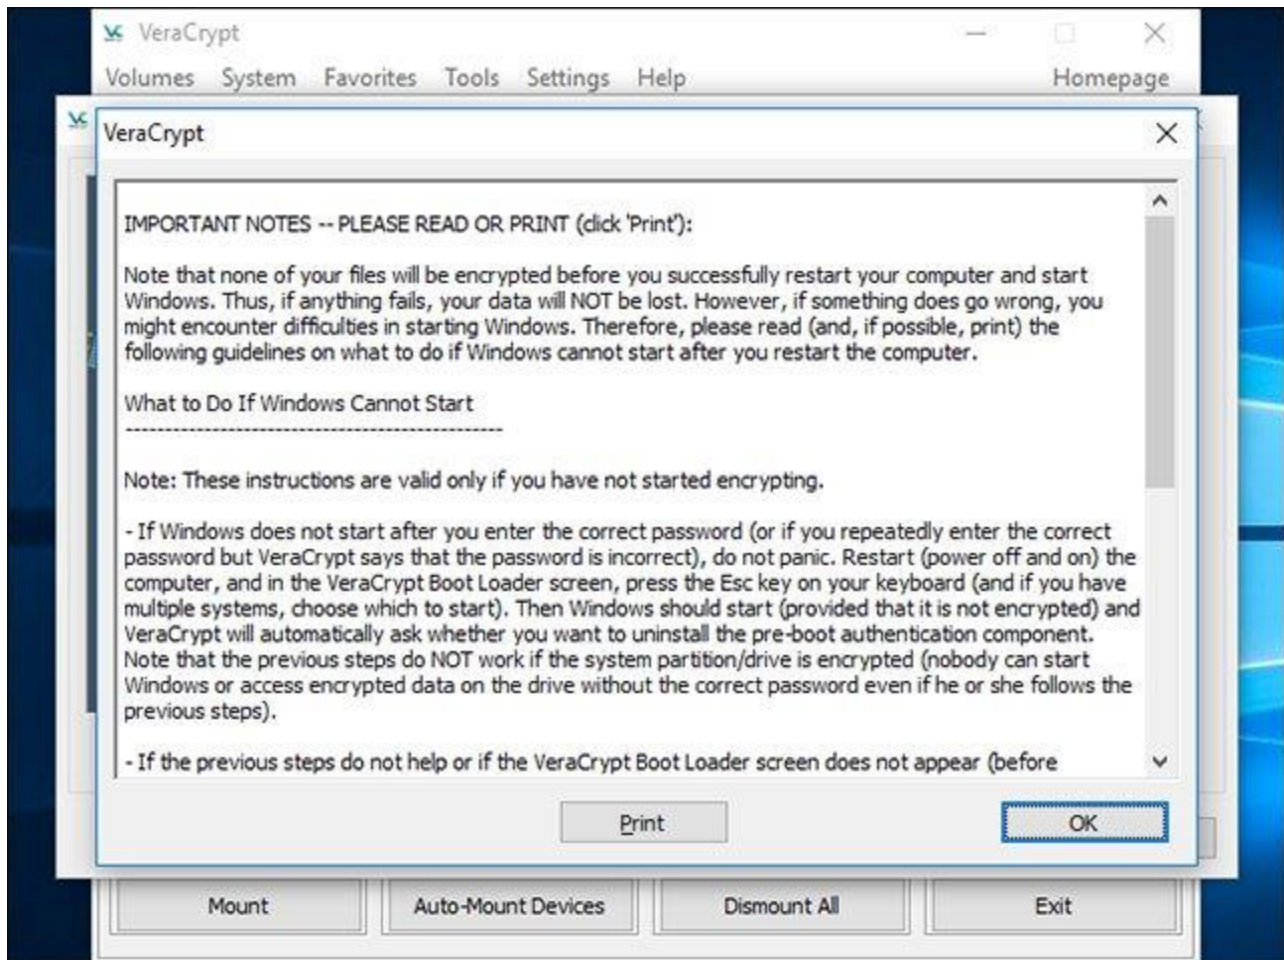 VeraCrypt
Volumes System Favorites Tools Settings Help Homepage
VeraCrypt
IMPORTANT NOTES -- PLEASE READ OR PRINT (click 'Print'):
Note that none of your files will be encrypted before you successfully restart your computer and start
Windows. Thus, if anything fails, your data will NOT be lost. However, if something does go wrong, you
might encounter difficulties in starting Windows. Therefore, please read (and, if possible, print) the
following guidelines on what to do if Windows cannot start after you restart the computer.
What to Do If Windows Cannot Start
-----------------------------------------------
Note: These instructions are valid only if you have not started encrypting.
- If Windows does not start after you enter the correct password (or if you repeatedly enter the correct
password but VeraCrypt says that the password is incorrect), do not panic. Restart (power off and on) the
computer, and in the VeraCrypt Boot Loader screen, press the Esc key on your keyboard (and if you have
multiple systems, choose which to start). Then Windows should start (provided that it is not encrypted) and
VeraCrypt will automatically ask whether you want to uninstall the pre-boot authentication component.
Note that the previous steps do NOT work if the system partition/drive is encrypted (nobody can start
Windows or access encrypted data on the drive without the correct password even if he or she follows the
previous steps).
- If the previous steps do not help or if the VeraCrypt Boot Loader screen does not appear (before
Print OK
Mount Auto-Mount Devices Dismount All Exit